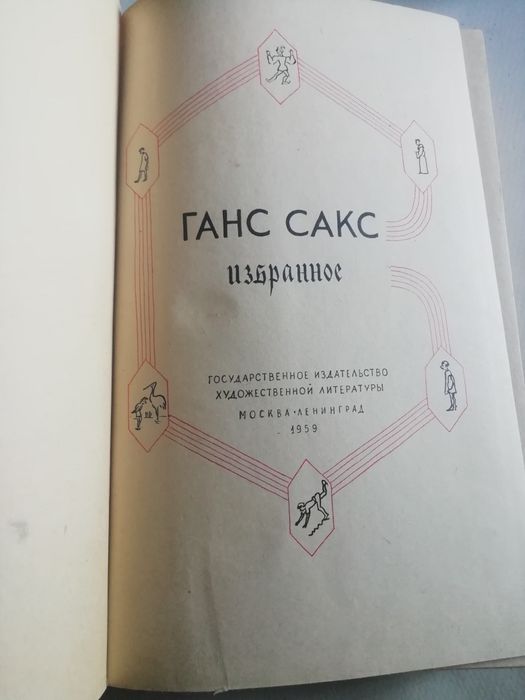 ГАНС САКС
избранное
ГОСУДАРСТВЕННОЕ ИЗДАТЕЛЬСТВО
ХУДОЖЕСТВЕННОЙ ЛИТЕРАТУРЫ
МОСКВА·ЛЕНИНГРАД
1959